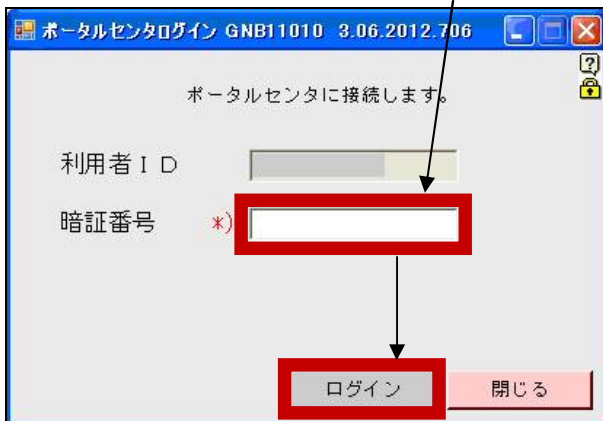 ポータルセンタログイン GNB11010 3.06.2012.706
ポータルセンタに接続します。
利用者ID
暗証番号 *)
ログイン 閉じる